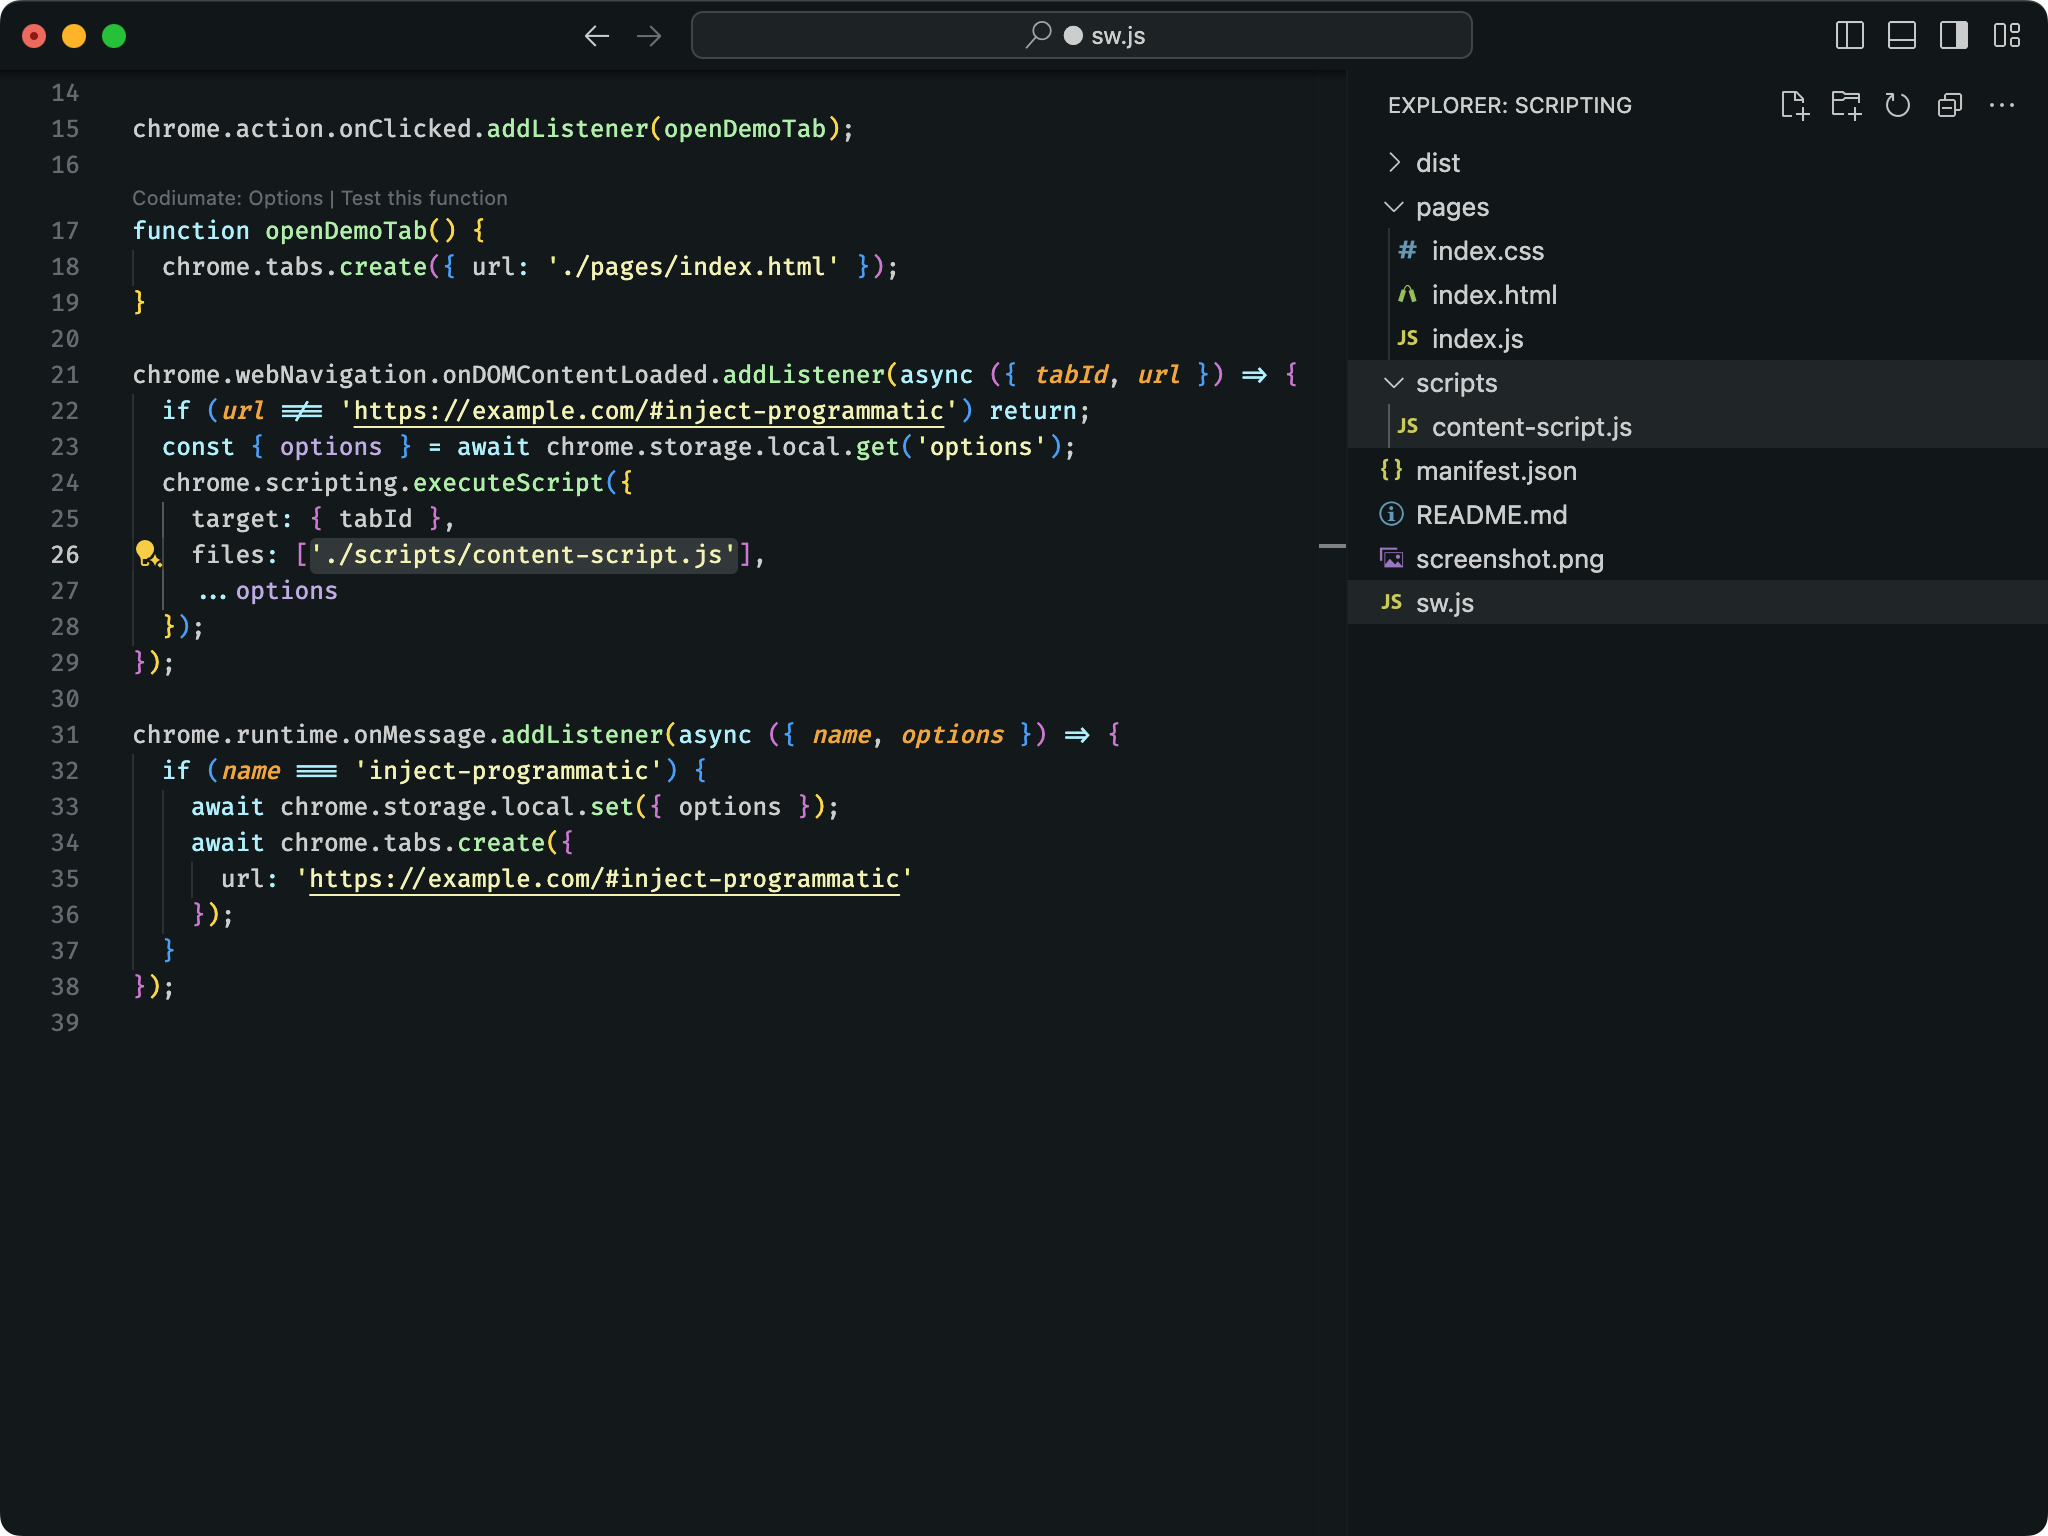 sw.js
14
15 chrome.action.onClicked.addListener(openDemoTab);
16
Codiumate: Options | Test this function
17 function openDemoTab() {
18 chrome.tabs.create({ url: './pages/index.html' });
19 }
20
21 chrome.webNavigation.onDOMContentLoaded.addListener(async ({ tabId, url }) => {
22 if (url !== 'https://example.com/#inject-programmatic') return;
23 const { options } = await chrome.storage.local.get('options');
24 chrome.scripting.executeScript({
25 target: { tabId },
26 files: ['./scripts/content-script.js'],
27 ...options
28 });
29 });
30
31 chrome.runtime.onMessage.addListener(async ({ name, options }) => {
32 if (name === 'inject-programmatic') {
33 await chrome.storage.local.set({ options });
34 await chrome.tabs.create({
35 url: 'https://example.com/#inject-programmatic'
36 });
37 }
38 });
39
EXPLORER: SCRIPTING
dist
pages
# index.css
index.html
JS index.js
scripts
JS content-script.js
{} manifest.json
README.md
screenshot.png
JS sw.js